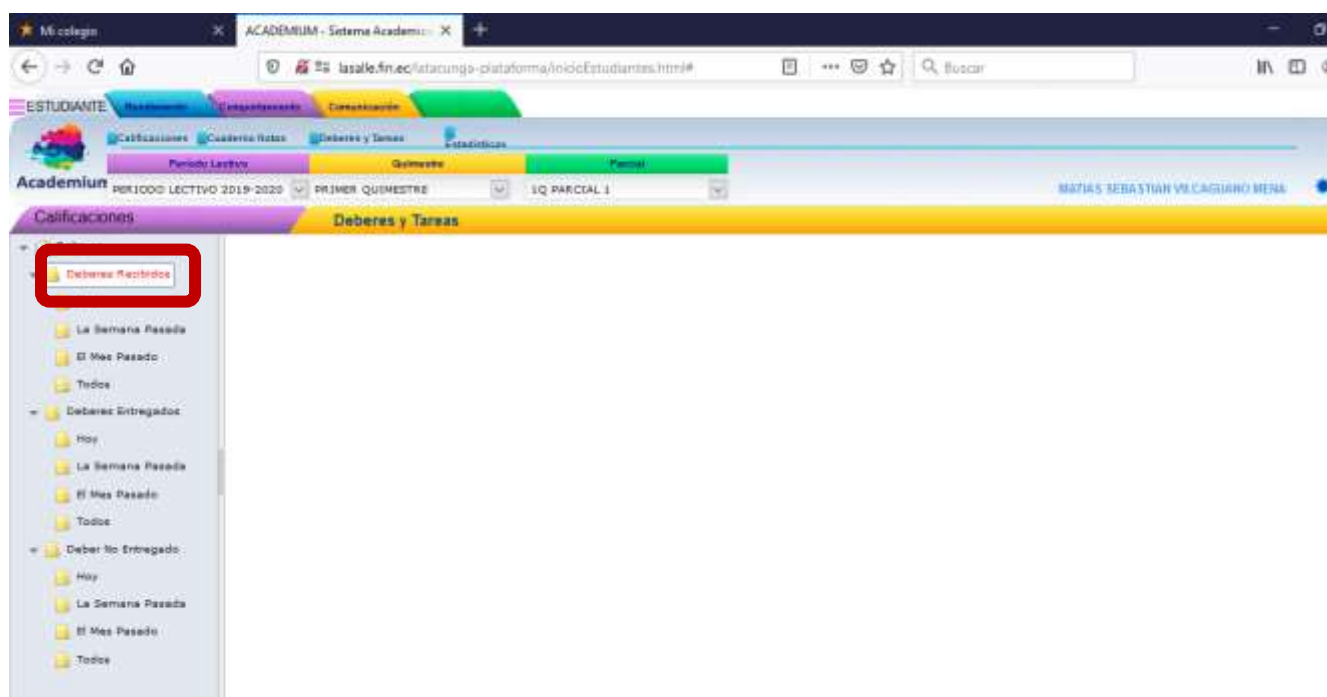 Mi colegio
ACADEMIUM - Sistema Academic
lasalle.fin.ec/latacunga-plataforma/inicioEstudiantes.html#
Buscar
ESTUDIANTE Rendimiento Comportamiento Comunicación
Calificaciones Cuaderno Notas Deberes y Tareas Estadísticas
Periodo Lectivo Quimestre Parcial
Academium PERIODO LECTIVO 2019-2020 PRIMER QUIMESTRE 1Q PARCIAL 1 MATIAS SEBASTIAN VILCAGUANO MENA
Calificaciones Deberes y Tareas
Deberes Recibidos
La Semana Pasada
El Mes Pasado
Todos
Deberes Entregados
Hoy
La Semana Pasada
El Mes Pasado
Todos
Deber No Entregado
Hoy
La Semana Pasada
El Mes Pasado
Todos